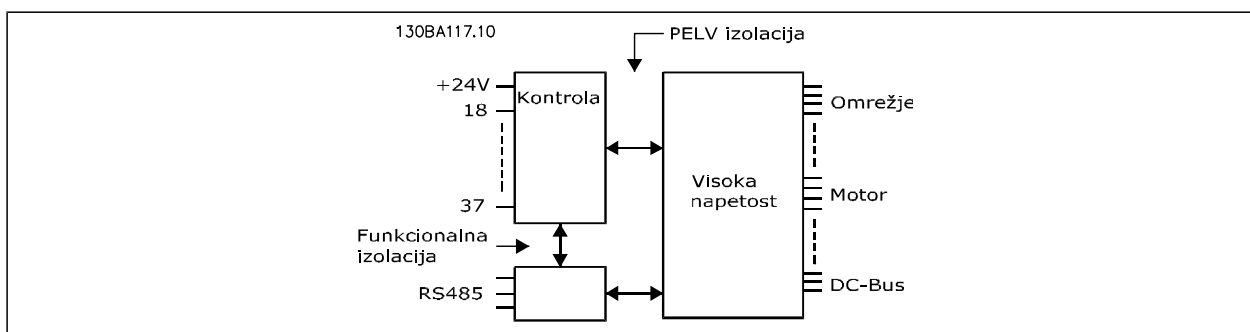 130BA117.10
PELV izolacija
+24V
Kontrola
18
37
Visoka
napetost
Omrežje
Motor
DC-Bus
Funkcionalna
izolacija
RS485